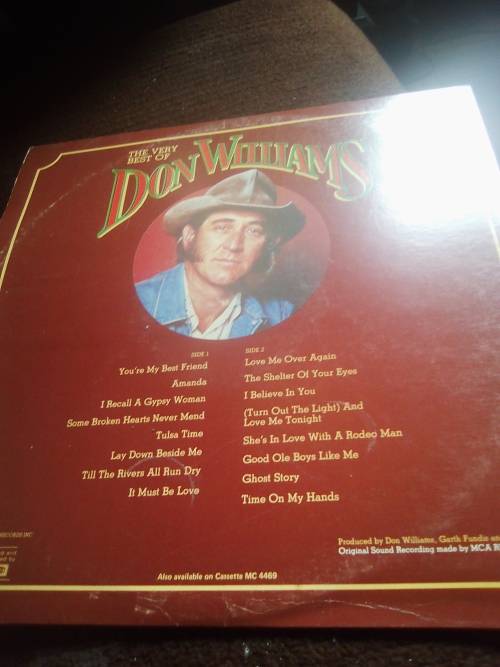 THE VERY
BEST OF
DON WILLIAMS
SIDE 1
You're My Best Friend
Amanda
I Recall A Gypsy Woman
Some Broken Hearts Never Mend
Tulsa Time
Lay Down Beside Me
Till The Rivers All Run Dry
It Must Be Love
SIDE 2
Love Me Over Again
The Shelter Of Your Eyes
I Believe In You
(Turn Out The Light) And
Love Me Tonight
She's In Love With A Rodeo Man
Good Ole Boys Like Me
Ghost Story
Time On My Hands
RECORDS INC
and
by
Produced by Don Williams, Garth Fundis
Original Sound Recording made by MCA
Also available on Cassette MC 4469